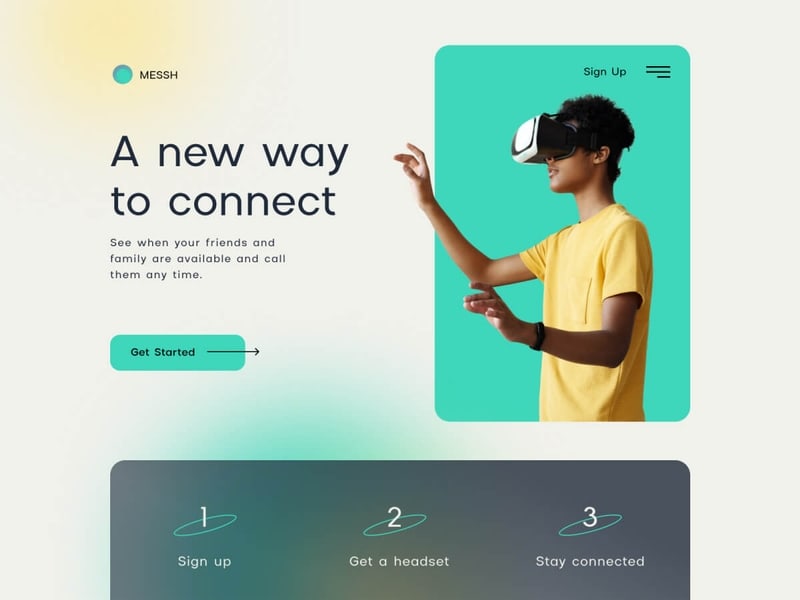 MESSH
Sign Up
A new way
to connect
See when your friends and
family are available and call
them any time.
Get Started
1
2
3
Sign up
Get a headset
Stay connected